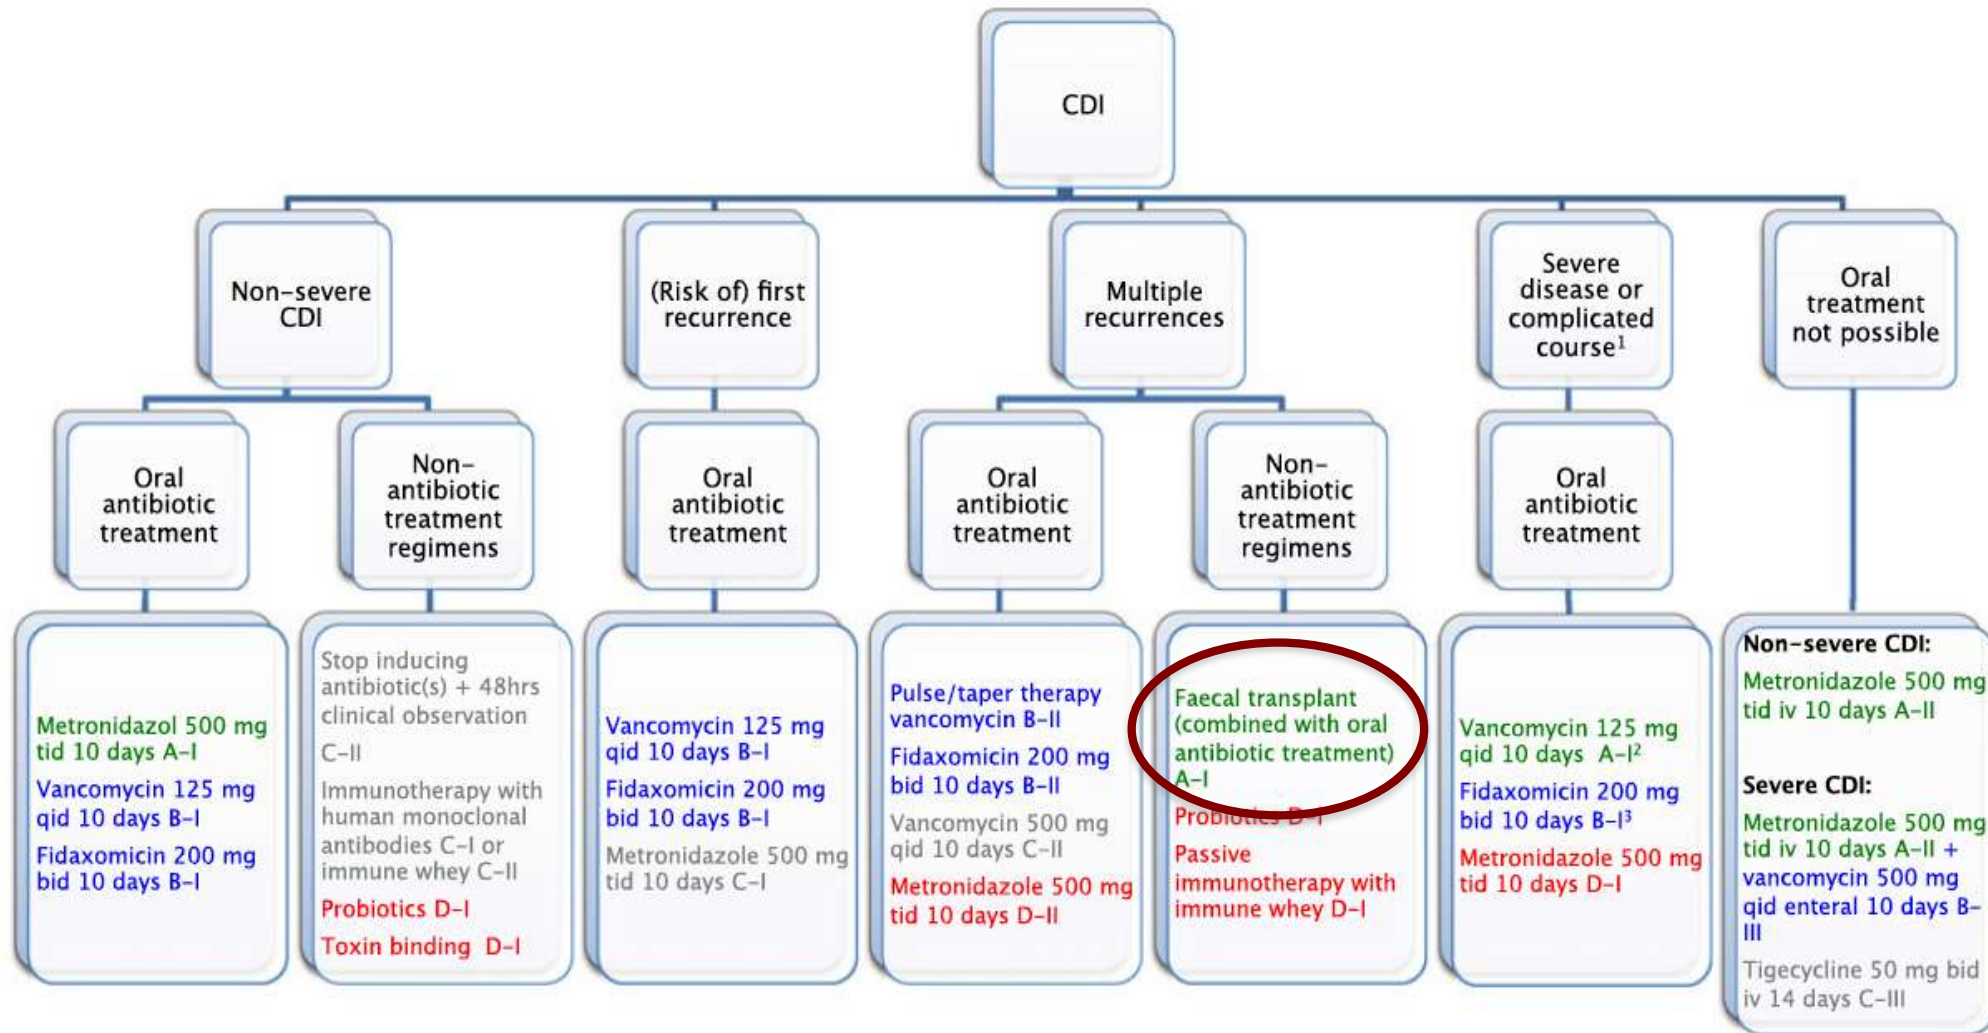 CDI
Non-severe
CDI
(Risk of) first
recurrence
Multiple
recurrences
Severe
disease or
complicated
course¹
Oral
treatment
not possible
Oral
antibiotic
treatment
Non-
antibiotic
treatment
regimens
Oral
antibiotic
treatment
Oral
antibiotic
treatment
Non-
antibiotic
treatment
regimens
Oral
antibiotic
treatment
Metronidazol 500 mg
tid 10 days A-I
Vancomycin 125 mg
qid 10 days B-I
Fidaxomicin 200 mg
bid 10 days B-I
Stop inducing
antibiotic(s) + 48hrs
clinical observation
C-II
Immunotherapy with
human monoclonal
antibodies C-I or
immune whey C-II
Probiotics D-I
Toxin binding D-I
Vancomycin 125 mg
qid 10 days B-I
Fidaxomicin 200 mg
bid 10 days B-I
Metronidazole 500 mg
tid 10 days C-I
Pulse/taper therapy
vancomycin B-II
Fidaxomicin 200 mg
bid 10 days B-II
Vancomycin 500 mg
qid 10 days C-II
Metronidazole 500 mg
tid 10 days D-II
Faecal transplant
(combined with oral
antibiotic treatment)
A-I
Probiotics D-I
Passive
immunotherapy with
immune whey D-I
Vancomycin 125 mg
qid 10 days A-I²
Fidaxomicin 200 mg
bid 10 days B-I³
Metronidazole 500 mg
tid 10 days D-I
Non-severe CDI:
Metronidazole 500 mg
tid iv 10 days A-II
Severe CDI:
Metronidazole 500 mg
tid iv 10 days A-II +
vancomycin 500 mg
qid enteral 10 days B-
III
Tigecycline 50 mg bid
iv 14 days C-III